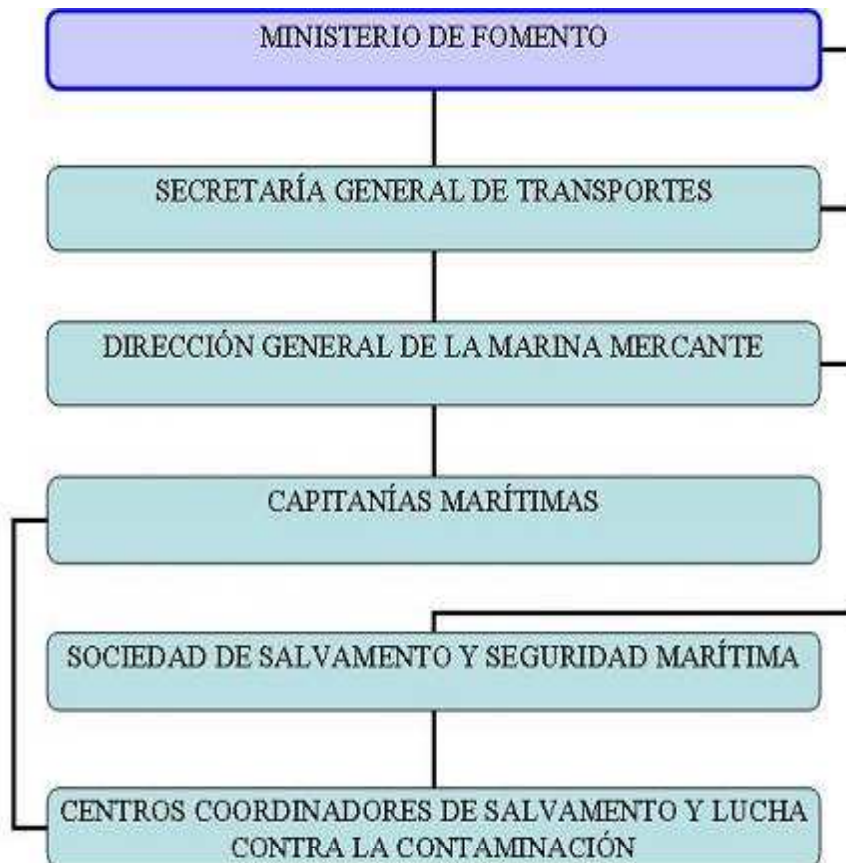 MINISTERIO DE FOMENTO
SECRETARÍA GENERAL DE TRANSPORTES
DIRECCIÓN GENERAL DE LA MARINA MERCANTE
CAPITANÍAS MARÍTIMAS
SOCIEDAD DE SALVAMENTO Y SEGURIDAD MARÍTIMA
CENTROS COORDINADORES DE SALVAMENTO Y LUCHA
CONTRA LA CONTAMINACIÓN